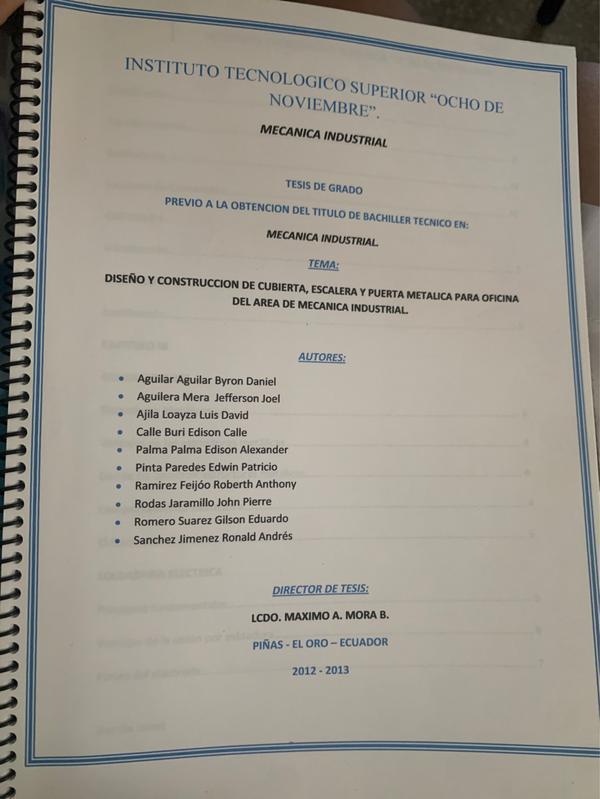 INSTITUTO TECNOLOGICO SUPERIOR “OCHO DE
NOVIEMBRE”.
MECANICA INDUSTRIAL
TESIS DE GRADO
PREVIO A LA OBTENCION DEL TITULO DE BACHILLER TECNICO EN:
MECANICA INDUSTRIAL.
TEMA:
DISEÑO Y CONSTRUCCION DE CUBIERTA, ESCALERA Y PUERTA METALICA PARA OFICINA
DEL AREA DE MECANICA INDUSTRIAL.
AUTORES:
• Aguilar Aguilar Byron Daniel
• Aguilera Mera Jefferson Joel
• Ajila Loayza Luis David
• Calle Buri Edison Calle
• Palma Palma Edison Alexander
• Pinta Paredes Edwin Patricio
• Ramirez Feijóo Roberth Anthony
• Rodas Jaramillo John Pierre
• Romero Suarez Gilson Eduardo
• Sanchez Jimenez Ronald Andrés
SOLDADURA ELECTRICA
DIRECTOR DE TESIS:
LCDO. MAXIMO A. MORA B.
PIÑAS - EL ORO – ECUADOR
2012 - 2013